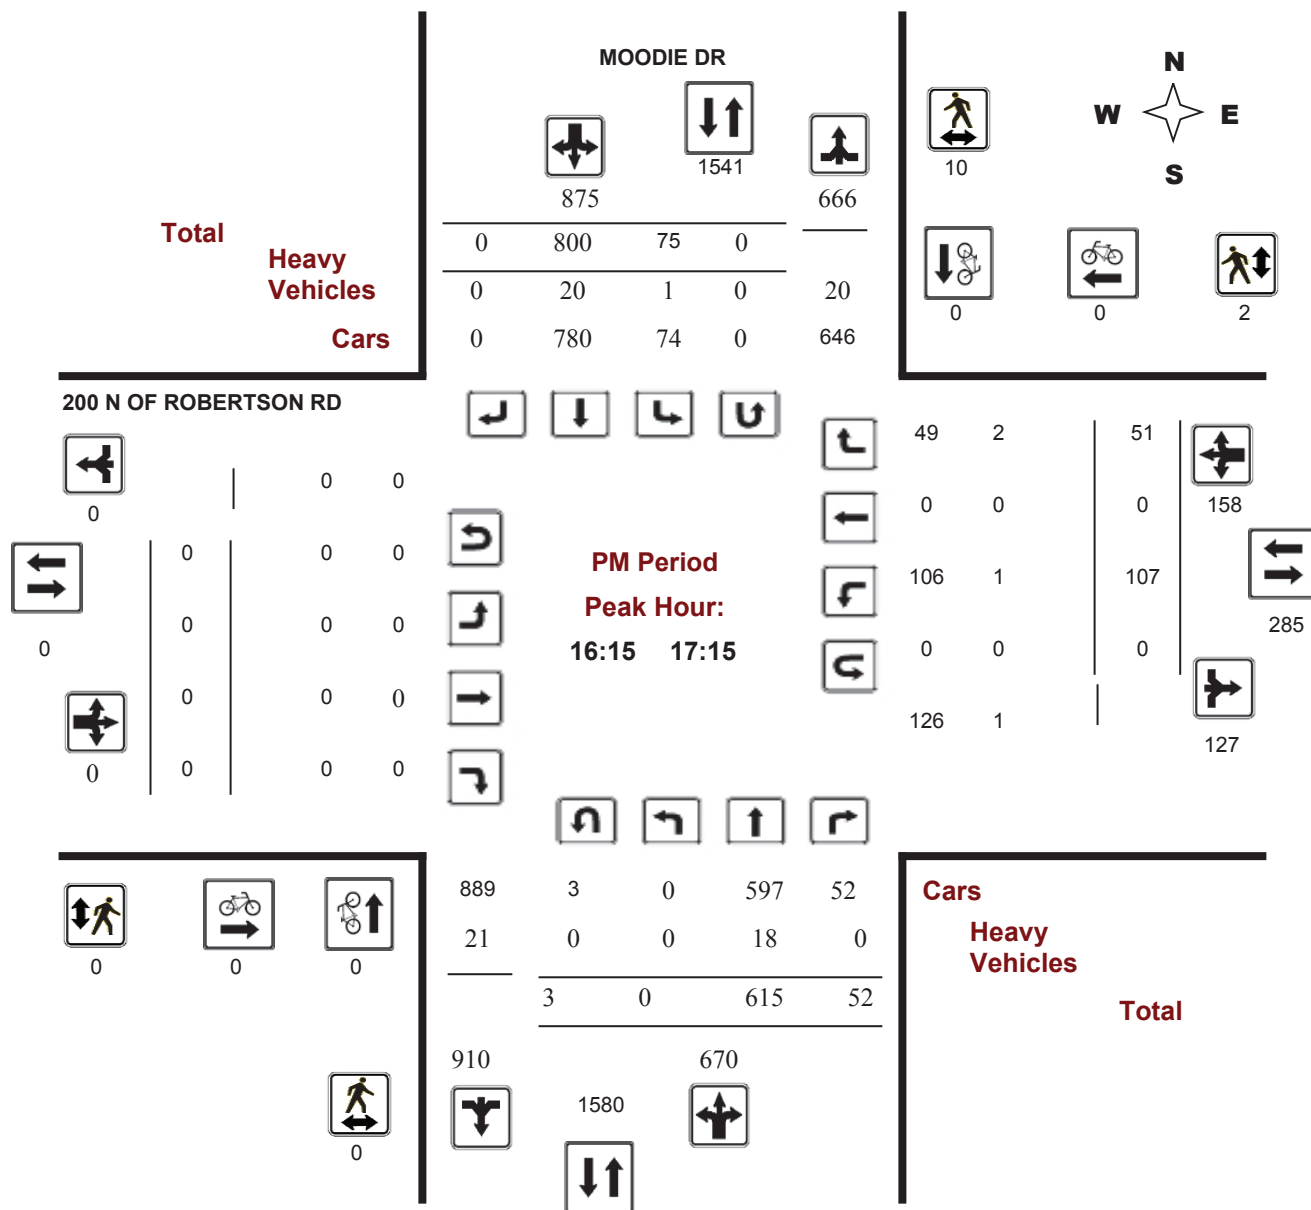 MOODIE DR
N
W E
S
1541
10
875 666
Total
0 800 75 0
Heavy
Vehicles
0 20 1 0 20
0 0 2
Cars
0 780 74 0 646
200 N OF ROBERTSON RD
49 2 51
0 0
0
158
0 0 0
0 0 0
PM Period
106 1 107
Peak Hour:
0 0 0
285
16:15 17:15
0
0 0 0
0 0 0
126 1
127
0
0 0 0
889 3 0 597 52
Cars
21 0 0 18 0
Heavy
Vehicles
0 0 0
3 0 615 52
Total
910 670
1580
0